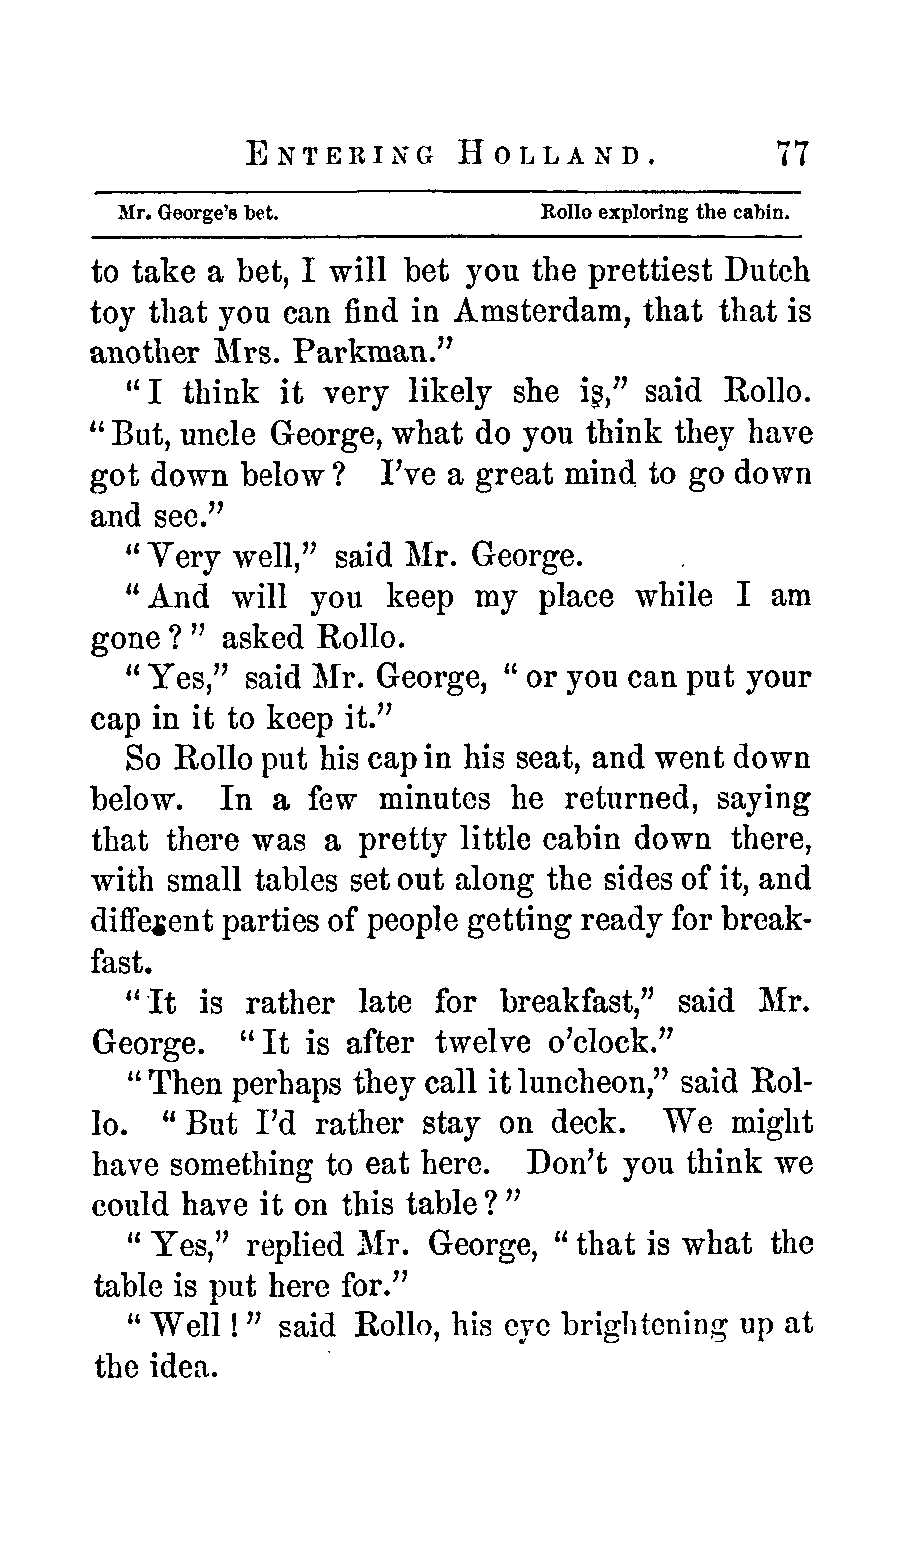 ENTERING HOLLAND. 77
Mr. George's bet. Rollo exploring the cabin.
to take a bet, I will bet you the prettiest Dutch
toy that you can find in Amsterdam, that that is
another Mrs. Parkman."
"I think it very likely she is," said Rollo.
"But, uncle George, what do you think they have
got down below? I've a great mind to go down
and see."
"Very well," said Mr. George.
"And will you keep my place while I am
gone?" asked Rollo.
"Yes," said Mr. George, "or you can put your
cap in it to keep it."
So Rollo put his cap in his seat, and went down
below. In a few minutes he returned, saying
that there was a pretty little cabin down there,
with small tables set out along the sides of it, and
different parties of people getting ready for break-
fast.
"It is rather late for breakfast," said Mr.
George. "It is after twelve o'clock."
"Then perhaps they call it luncheon," said Rol-
lo. "But I'd rather stay on deck. We might
have something to eat here. Don't you think we
could have it on this table?"
"Yes," replied Mr. George, "that is what the
table is put here for."
"Well!" said Rollo, his eye brightening up at
the idea.